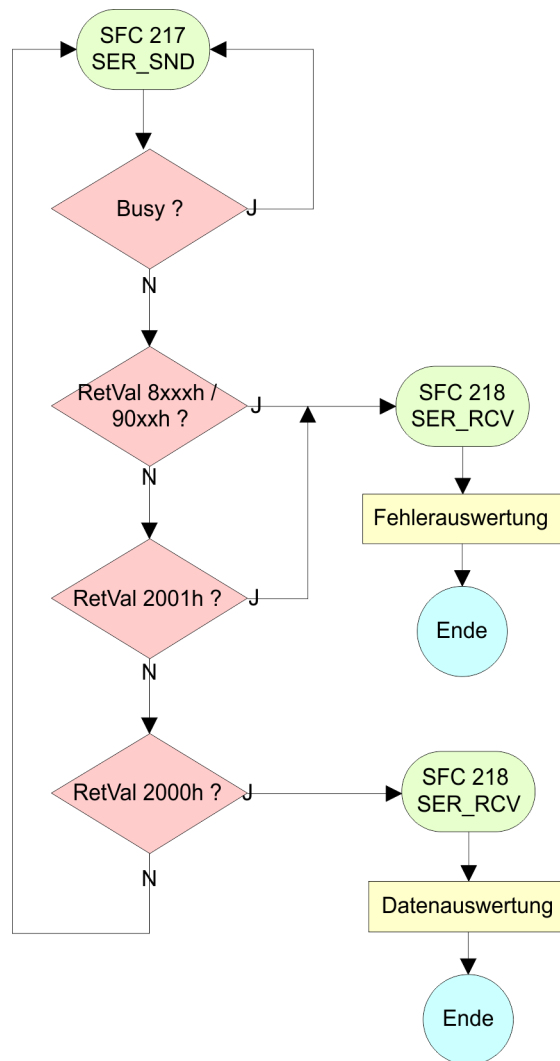 SFC 217
SER_SND
Busy ?
J
N
RetVal 8xxxh /
90xxh ?
J
SFC 218
SER_RCV
N
Fehlerauswertung
RetVal 2001h ?
J
Ende
N
RetVal 2000h ?
J
SFC 218
SER_RCV
N
Datenauswertung
Ende